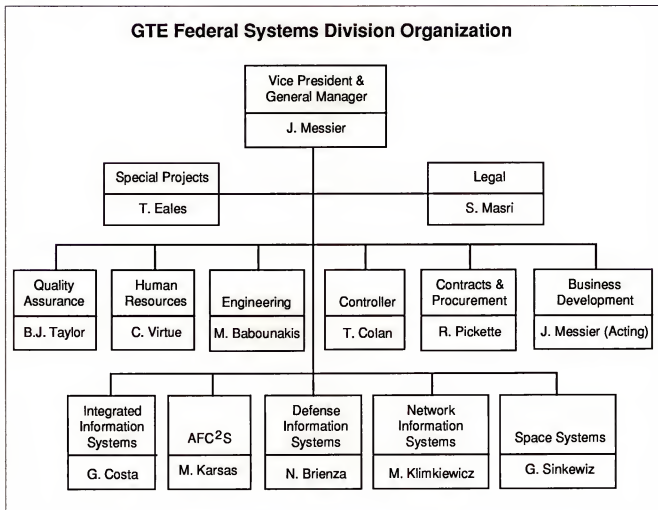 GTE Federal Systems Division Organization
Vice President &
General Manager
J. Messier
Special Projects
T. Eales
Legal
S. Masri
Quality
Assurance
B.J. Taylor
Human
Resources
C. Virtue
Engineering
M. Babounakis
Controller
T. Colan
Contracts &
Procurement
R. Pickette
Business
Development
J. Messier (Acting)
Integrated
Information
Systems
G. Costa
AFC²S
M. Karsas
Defense
Information
Systems
N. Brienza
Network
Information
Systems
M. Klimkiewicz
Space Systems
G. Sinkewiz